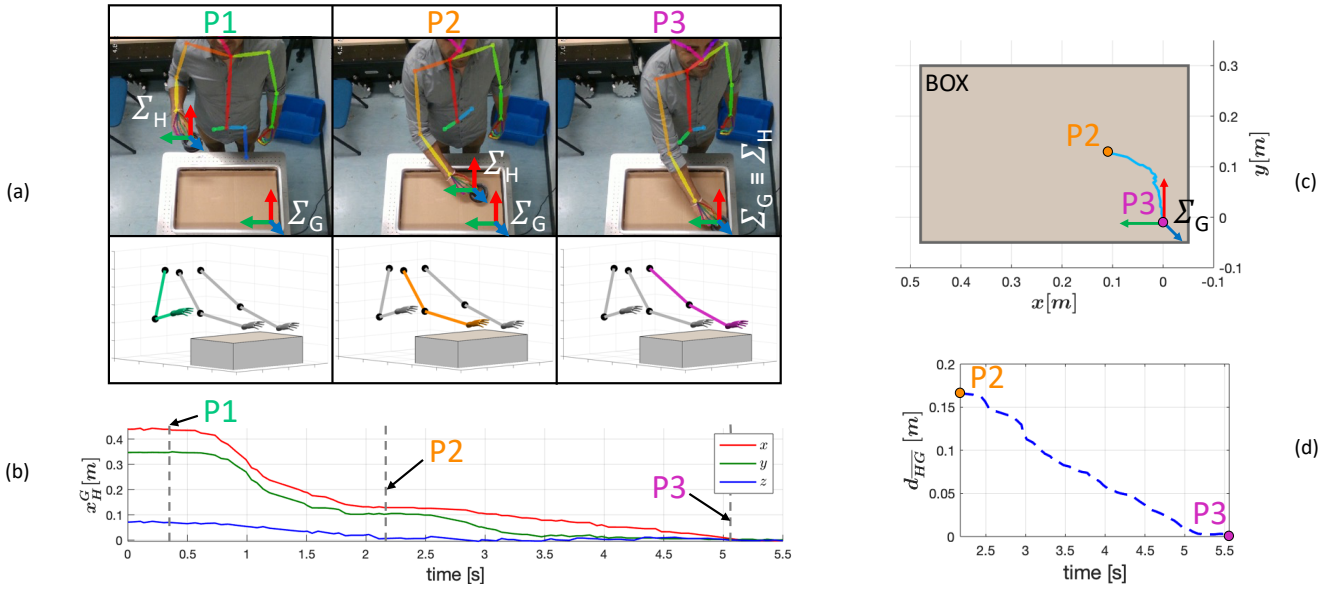 P1
P2
P3
(a)
Σ_H
Σ_G
Σ_H
Σ_G
Σ_G ≡ Σ_H
(b)
P1
P2
P3
x
y
z
x_H^G [m]
0.4
0.3
0.2
0.1
0
0
0.5
1
1.5
2
2.5
3
3.5
4
4.5
5
5.5
time [s]
(c)
BOX
P2
P3
Σ_G
0.3
0.2
0.1
0
-0.1
y[m]
0.5
0.4
0.3
0.2
0.1
0
-0.1
x[m]
(d)
P2
P3
0.2
0.15
0.1
0.05
0
d_HG [m]
2.5
3
3.5
4
4.5
5
5.5
time [s]